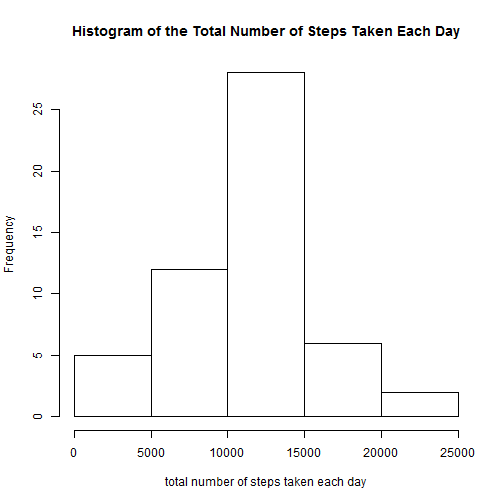 Histogram of the Total Number of Steps Taken Each Day
Frequency
25
20
15
10
5
0
0 5000 10000 15000 20000 25000
total number of steps taken each day